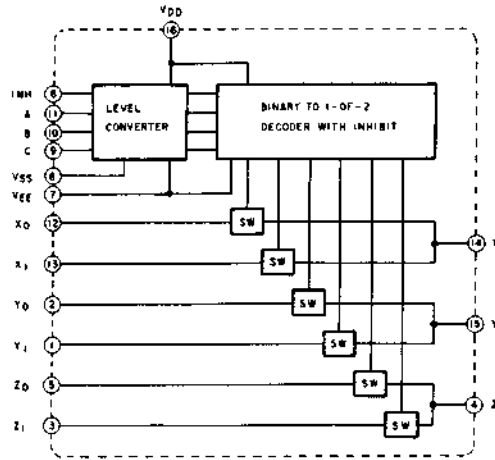 VDD
16
INH 6
A 11
B 10
C 9
VSS 8
VEE 7
LEVEL
CONVERTER
BINARY TO 1-OF-2
DECODER WITH INHIBIT
X0 12
SW
14
X1 13
SW
Y0 2
SW
15 Y
Y1 1
SW
Z0 5
SW
4 Z
Z1 3
SW